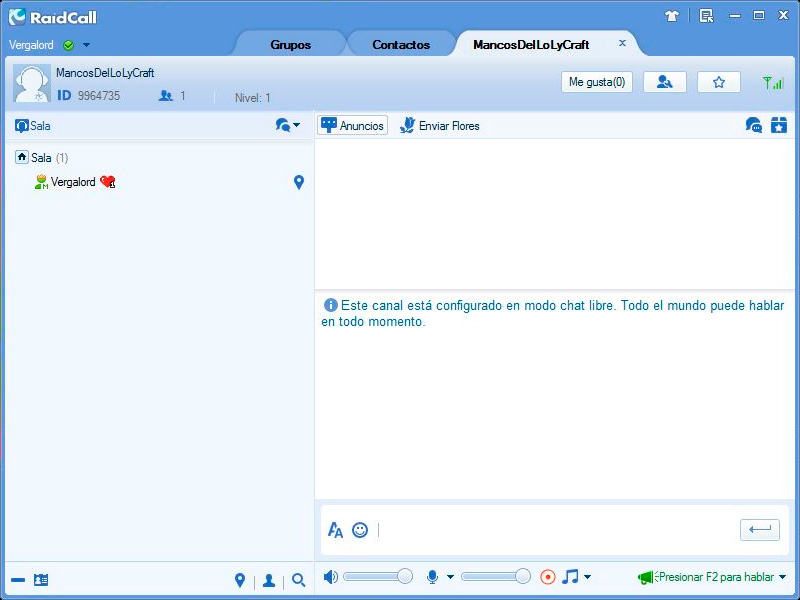 RaidCall
Vergalord
Grupos
Contactos
MancosDelLoLyCraft
x
MancosDelLoLyCraft
ID 9964735
1
Nivel: 1
Me gusta(0)
Sala
Anuncios
Enviar Flores
Sala (1)
Vergalord
Este canal está configurado en modo chat libre. Todo el mundo puede hablar
en todo momento.
Presionar F2 para hablar